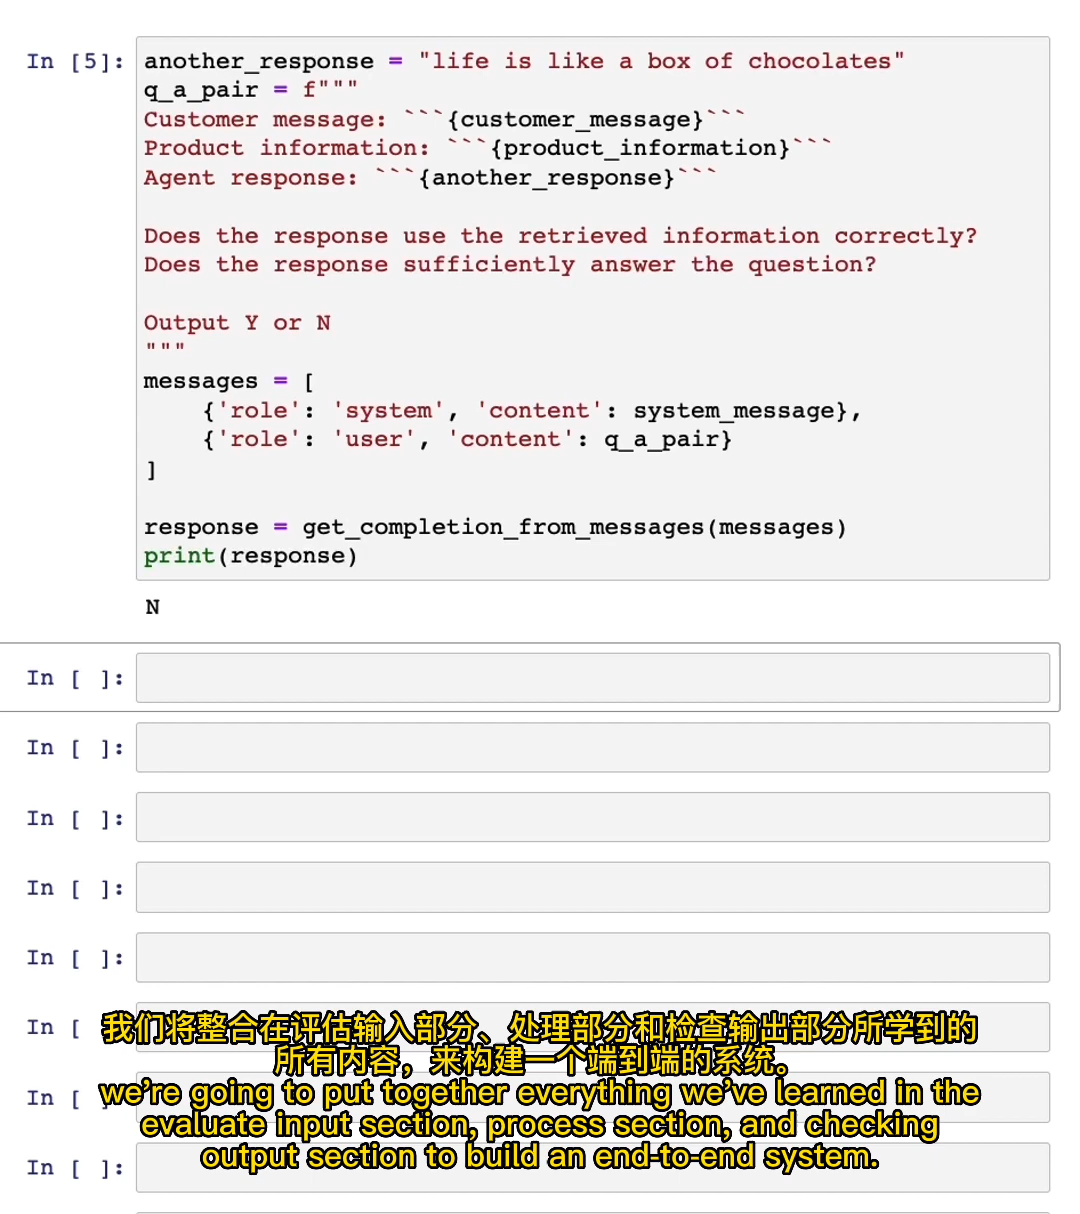 In [5]: another_response = "life is like a box of chocolates"
q_a_pair = f"""
Customer message: ```{customer_message}```
Product information: ```{product_information}```
Agent response: ```{another_response}```
Does the response use the retrieved information correctly?
Does the response sufficiently answer the question?
Output Y or N
"""
messages = [
    {'role': 'system', 'content': system_message},
    {'role': 'user', 'content': q_a_pair}
]
response = get_completion_from_messages(messages)
print(response)
N
In [ ]:
In [ ]:
In [ ]:
In [ ]:
In [ ]:
In [
我们将整合在评估输入部分、处理部分和检查输出部分所学到的
所有内容，来构建一个端到端的系统。
In [
we're going to put together everything we've learned in the
evaluate input section, process section, and checking
output section to build an end-to-end system.
In [ ]: